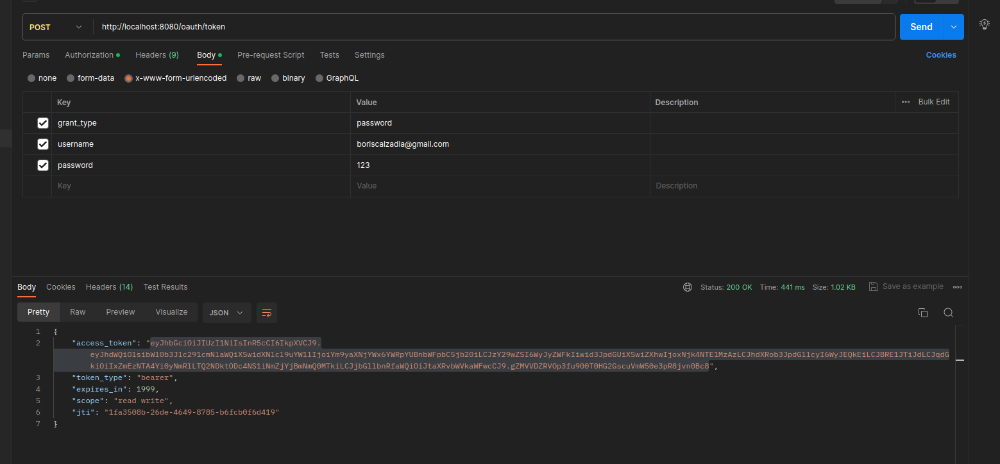 POST http://localhost:8080/oauth/token Send
Params Authorization Headers (9) Body Pre-request Script Tests Settings Cookies
none form-data x-www-form-urlencoded raw binary GraphQL
Key Value Description ••• Bulk Edit
grant_type password
username boriscalzadia@gmail.com
password 123
Key Value Description
Body Cookies Headers (14) Test Results Status: 200 OK Time: 441 ms Size: 1.02 KB Save as example •••
Pretty Raw Preview Visualize JSON
1 {
2 "access_token": "eyJhbGciOiJIUzI1NiIsInR5cCI6IkpXVCJ9.
3 "token_type": "bearer",
4 "expires_in": 1999,
5 "scope": "read write",
6 "jti": "1fa3508b-26de-4649-8785-b6fcb0f6d419"
7 }